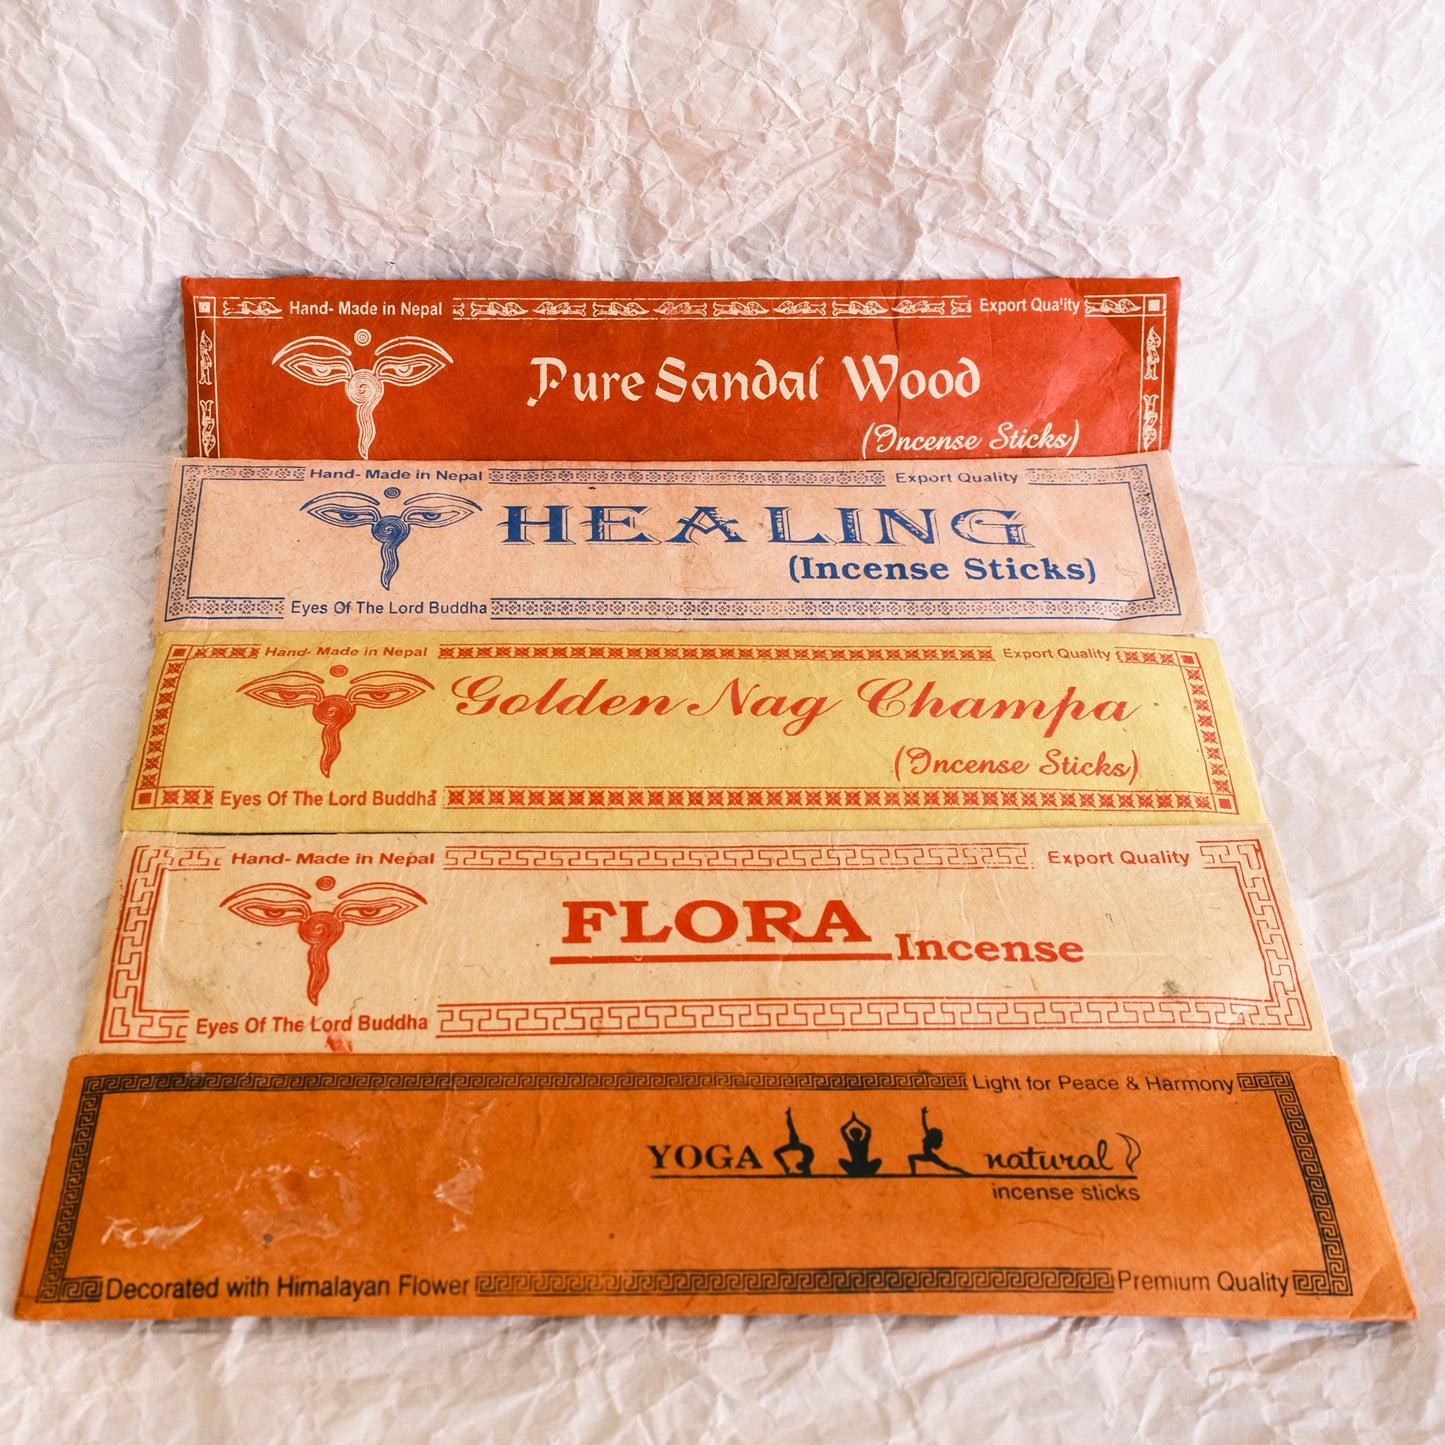 Hand- Made in Nepal Export Quality
Pure Sandal Wood
(Incense Sticks)
Hand- Made in Nepal Export Quality
HEALING
(Incense Sticks)
Eyes Of The Lord Buddha
Hand- Made in Nepal Export Quality
Golden Nag Champa
(Incense Sticks)
Eyes Of The Lord Buddha
Hand- Made in Nepal Export Quality
FLORA Incense
Eyes Of The Lord Buddha
Light for Peace & Harmony
YOGA natural
incense sticks
Decorated with Himalayan Flower Premium Quality